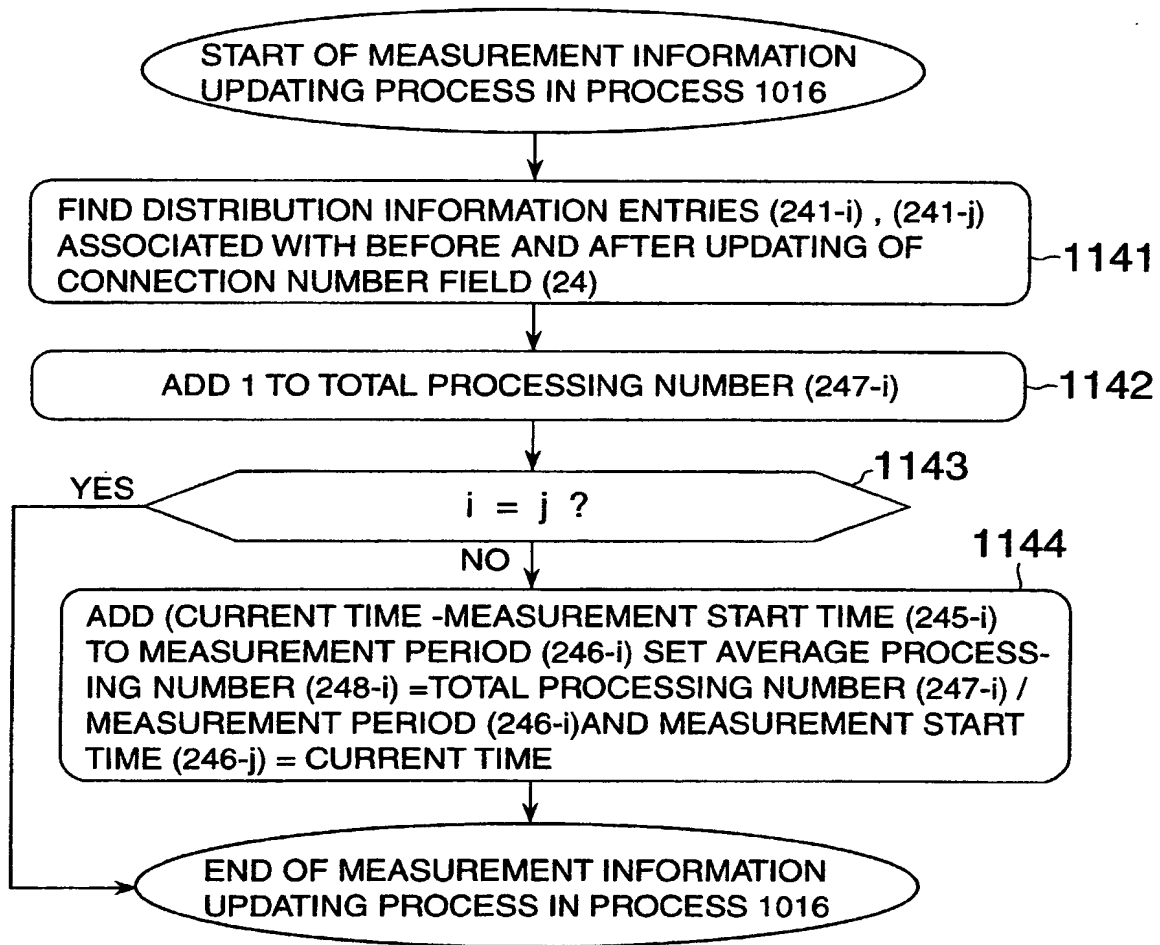 START OF MEASUREMENT INFORMATION
UPDATING PROCESS IN PROCESS 1016
FIND DISTRIBUTION INFORMATION ENTRIES (241-i) , (241-j)
ASSOCIATED WITH BEFORE AND AFTER UPDATING OF
CONNECTION NUMBER FIELD (24)
1141
ADD 1 TO TOTAL PROCESSING NUMBER (247-i)
1142
1143
YES
i = j ?
NO
1144
ADD (CURRENT TIME -MEASUREMENT START TIME (245-i)
TO MEASUREMENT PERIOD (246-i) SET AVERAGE PROCESS-
ING NUMBER (248-i) =TOTAL PROCESSING NUMBER (247-i) /
MEASUREMENT PERIOD (246-i)AND MEASUREMENT START
TIME (246-j) = CURRENT TIME
END OF MEASUREMENT INFORMATION
UPDATING PROCESS IN PROCESS 1016